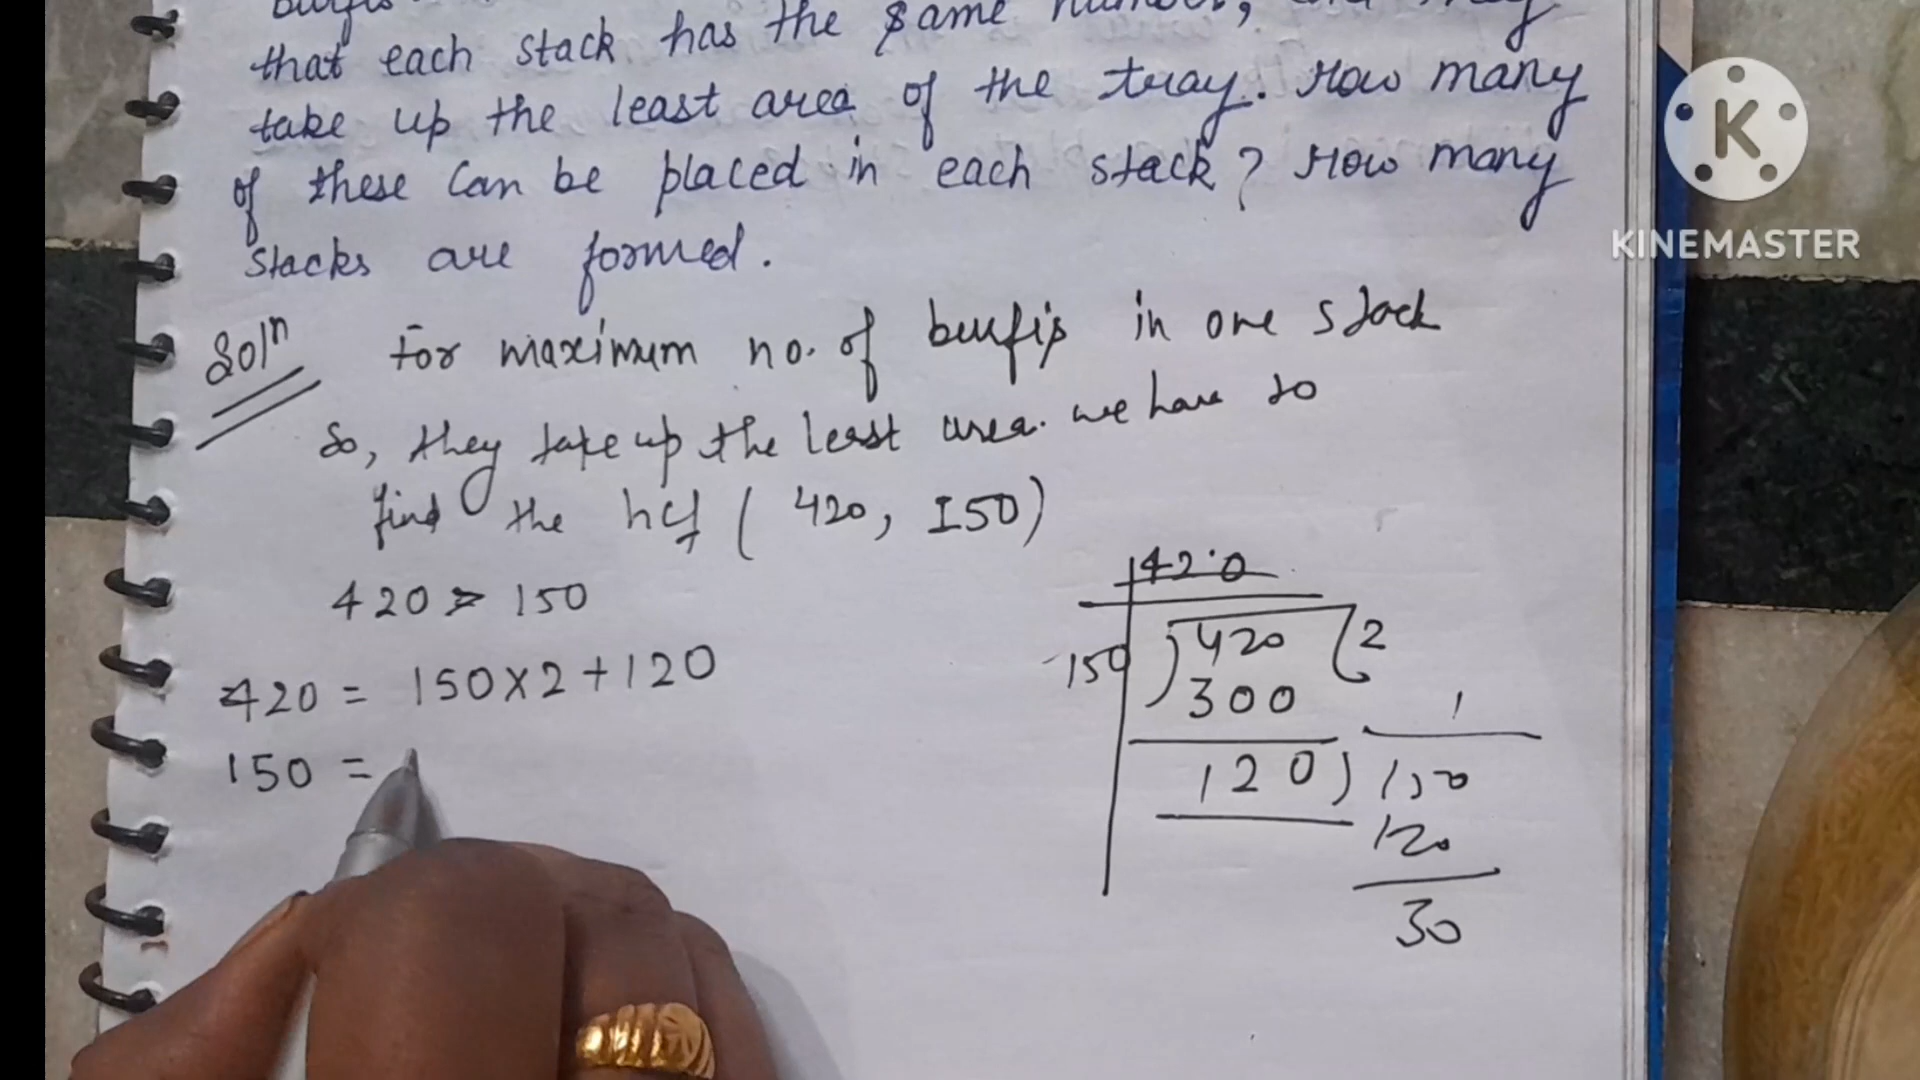 that each stack has the same number, and they
take up the least area of the tray. How many
of these can be placed in each stack? How many
stacks are formed.
Soln For maximum no. of burfis in one stack
So, they take up the least area. we have to
find the hcf ( 420, 150)
420 > 150
420 = 150 x 2 + 120
150 =
420
150 ) 420 ( 2
300
1
120 ) 150
120
30
K
KINEMASTER